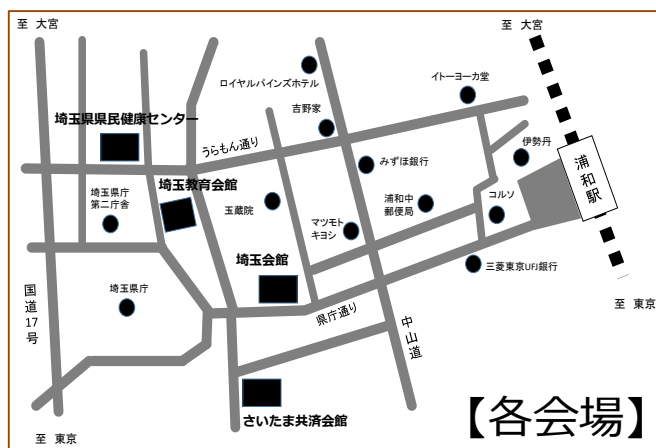 至 大宮
至 大宮
ロイヤルパインズホテル
イトーヨーカ堂
吉野家
埼玉県県民健康センター
うらもん通り
伊勢丹
みずほ銀行
浦和駅
埼玉教育会館
埼玉県庁
第二庁舎
玉蔵院
浦和中
郵便局
コルソ
マツモト
キヨシ
埼玉会館
三菱東京UFJ銀行
国道17号
埼玉県庁
県庁通り
中山道
至 東京
さいたま共済会館
至 東京
【各会場】